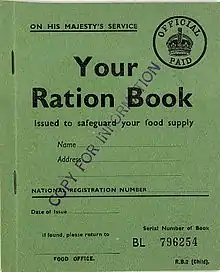 ON HIS MAJESTY'S SERVICE
OFFICIAL
PAID
Your
Ration Book
Issued to safeguard your food supply
Name
Address
COPY FOR INFORMATION
NATIONAL REGISTRATION NUMBER
Date of Issue
Serial Number of Book
If found, please return to
BL 796254
FOOD OFFICE.
R.B.2 (Child).